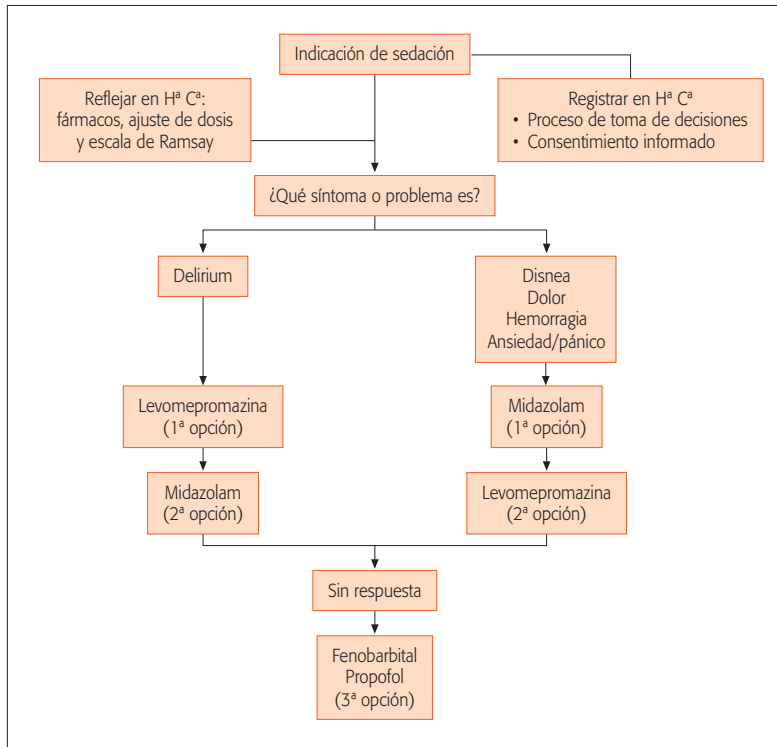 Indicación de sedación
Reflejar en Hª Cª:
fármacos, ajuste de dosis
y escala de Ramsay
Registrar en Hª Cª
• Proceso de toma de decisiones
• Consentimiento informado
¿Qué síntoma o problema es?
Delirium
Disnea
Dolor
Hemorragia
Ansiedad/pánico
Levomepromazina
(1ª opción)
Midazolam
(1ª opción)
Midazolam
(2ª opción)
Levomepromazina
(2ª opción)
Sin respuesta
Fenobarbital
Propofol
(3ª opción)